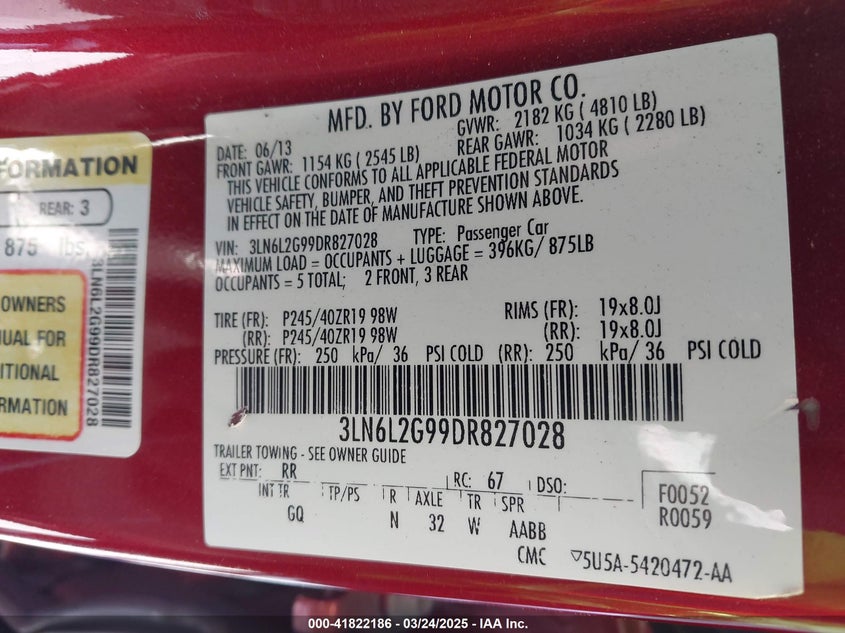 FORMATION
REAR: 3
875 lbs.
OWNERS
UAL FOR
ITIONAL
ORMATION
3LN6L2G99DR827028
MFD. BY FORD MOTOR CO.
DATE: 06/13 GVWR: 2182 KG ( 4810 LB)
FRONT GAWR: 1154 KG ( 2545 LB) REAR GAWR: 1034 KG ( 2280 LB)
THIS VEHICLE CONFORMS TO ALL APPLICABLE FEDERAL MOTOR
VEHICLE SAFETY, BUMPER, AND THEFT PREVENTION STANDARDS
IN EFFECT ON THE DATE OF MANUFACTURE SHOWN ABOVE.
VIN: 3LN6L2G99DR827028 TYPE: Passenger Car
MAXIMUM LOAD = OCCUPANTS + LUGGAGE = 396KG/ 875LB
OCCUPANTS = 5 TOTAL; 2 FRONT, 3 REAR
TIRE (FR): P245/40ZR19 98W RIMS (FR): 19x8.0J
(RR): P245/40ZR19 98W (RR): 19x8.0J
PRESSURE (FR): 250 kPa/ 36 PSI COLD (RR): 250 kPa/ 36 PSI COLD
3LN6L2G99DR827028
TRAILER TOWING - SEE OWNER GUIDE
EXT PNT: RR RC: 67 DSO:
INT TR TP/PS R AXLE TR SPR F0052
GQ N 32 W AABB R0059
CMC 5U5A-5420472-AA
000-41822186 - 03/24/2025 - IAA Inc.